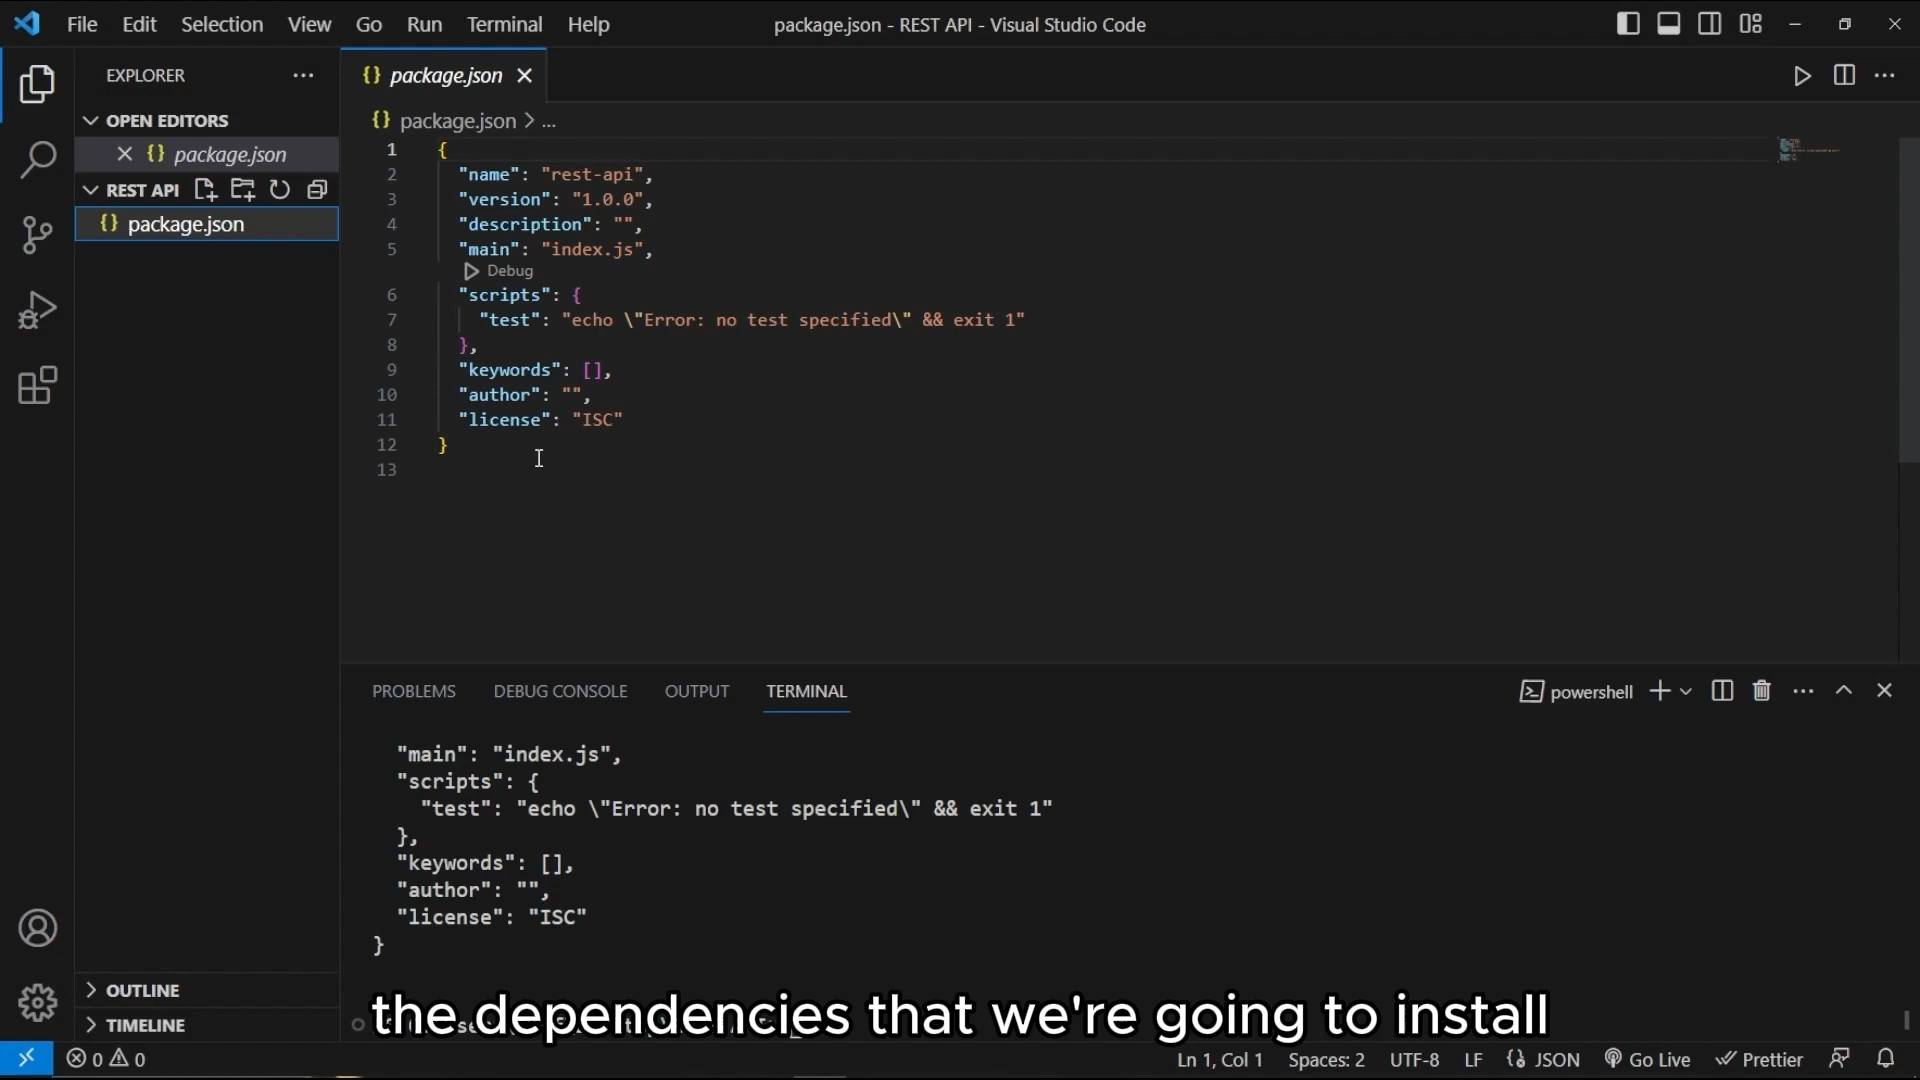 File Edit Selection View Go Run Terminal Help
package.json - REST API - Visual Studio Code
EXPLORER
OPEN EDITORS
{} package.json
REST API
{} package.json
{} package.json
{} package.json > ...
1 {
2 "name": "rest-api",
3 "version": "1.0.0",
4 "description": "",
5 "main": "index.js",
Debug
6 "scripts": {
7 "test": "echo \"Error: no test specified\" && exit 1"
8 },
9 "keywords": [],
10 "author": "",
11 "license": "ISC"
12 }
13
PROBLEMS DEBUG CONSOLE OUTPUT TERMINAL
powershell
"main": "index.js",
"scripts": {
"test": "echo \"Error: no test specified\" && exit 1"
},
"keywords": [],
"author": "",
"license": "ISC"
}
the dependencies that we're going to install
OUTLINE
TIMELINE
0 0
Ln 1, Col 1 Spaces: 2 UTF-8 LF {} JSON Go Live Prettier